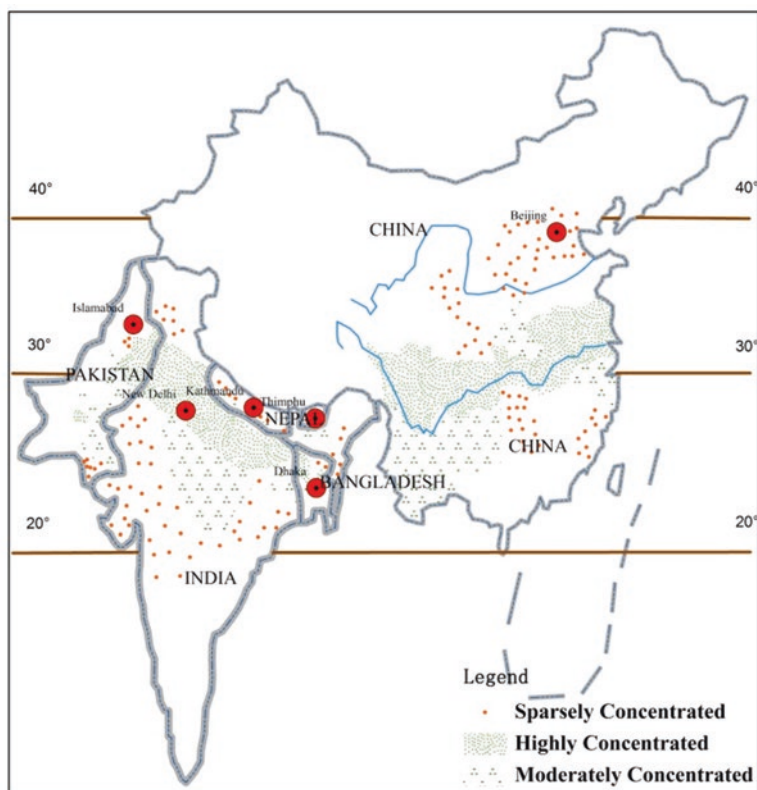 40°
40°
Beijing
CHINA
Islamabad
30°
30°
PAKISTAN
New Delhi
Kathmandu
Thimphu
NEPAL
CHINA
Dhaka
BANGLADESH
20°
20°
INDIA
Legend
Sparsely Concentrated
Highly Concentrated
Moderately Concentrated